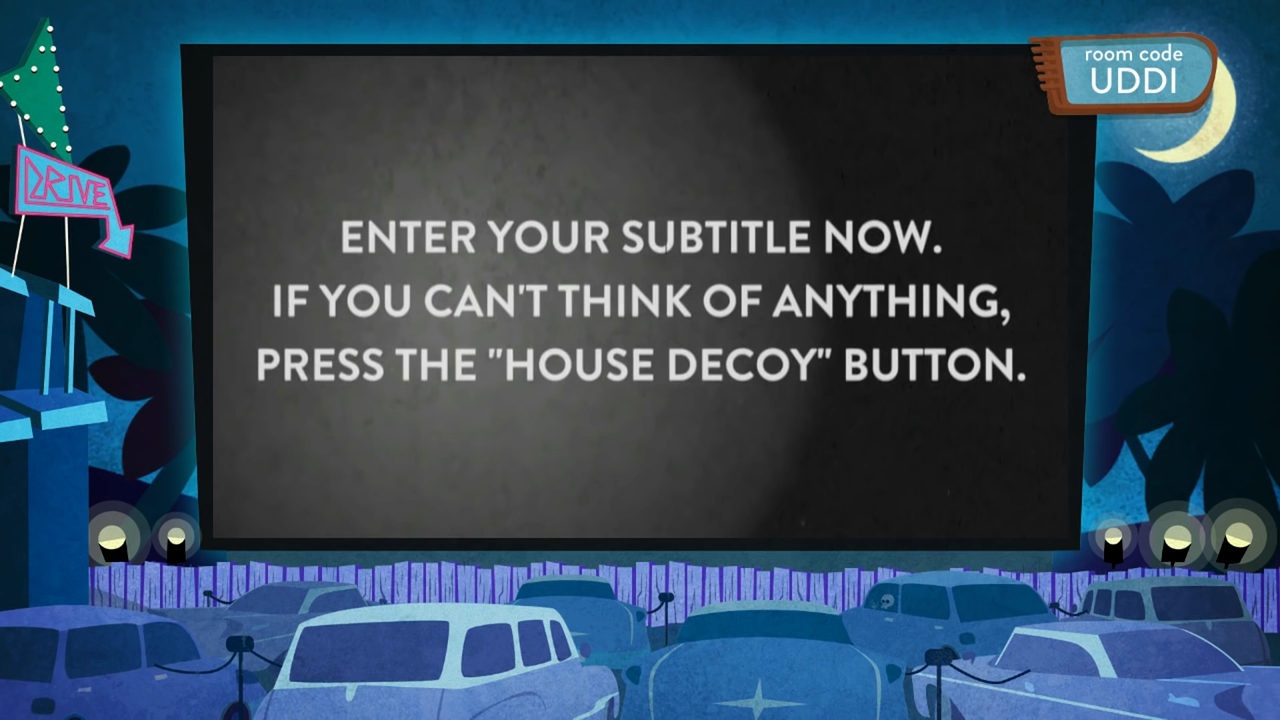 room code
UDDI
DRIVE
ENTER YOUR SUBTITLE NOW.
IF YOU CAN'T THINK OF ANYTHING,
PRESS THE "HOUSE DECOY" BUTTON.